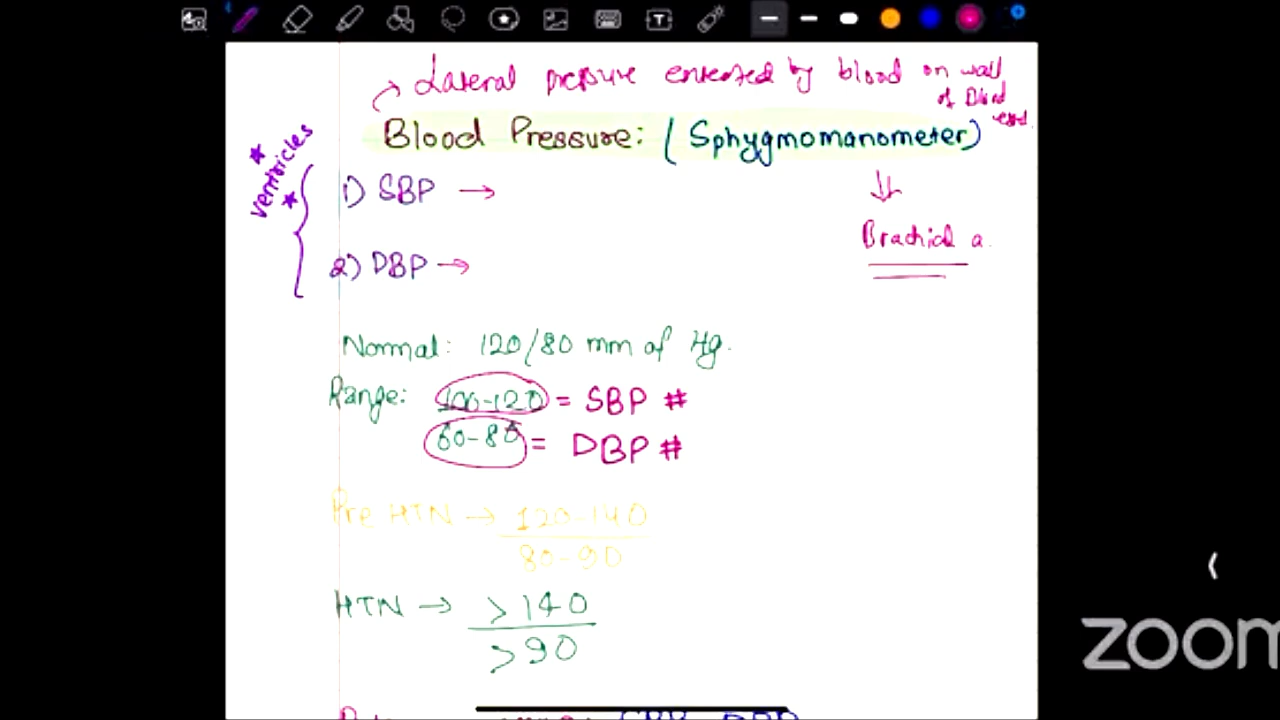 Lateral pressure exterted by blood on wall
of Blood
Blood Pressure: (Sphygmomanometer)
ventricles
1) SBP →
Brachial a.
2) DBP →
Normal: 120/80 mm of Hg.
Range: 100-120 = SBP #
60-80 = DBP #
Pre HTN → 120-140
80-90
HTN → >140
>90
zoom